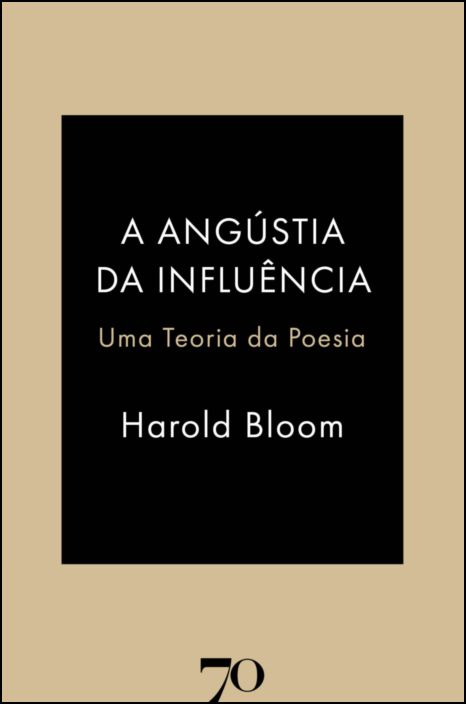 A ANGÚSTIA
DA INFLUÊNCIA
Uma Teoria da Poesia
Harold Bloom
70